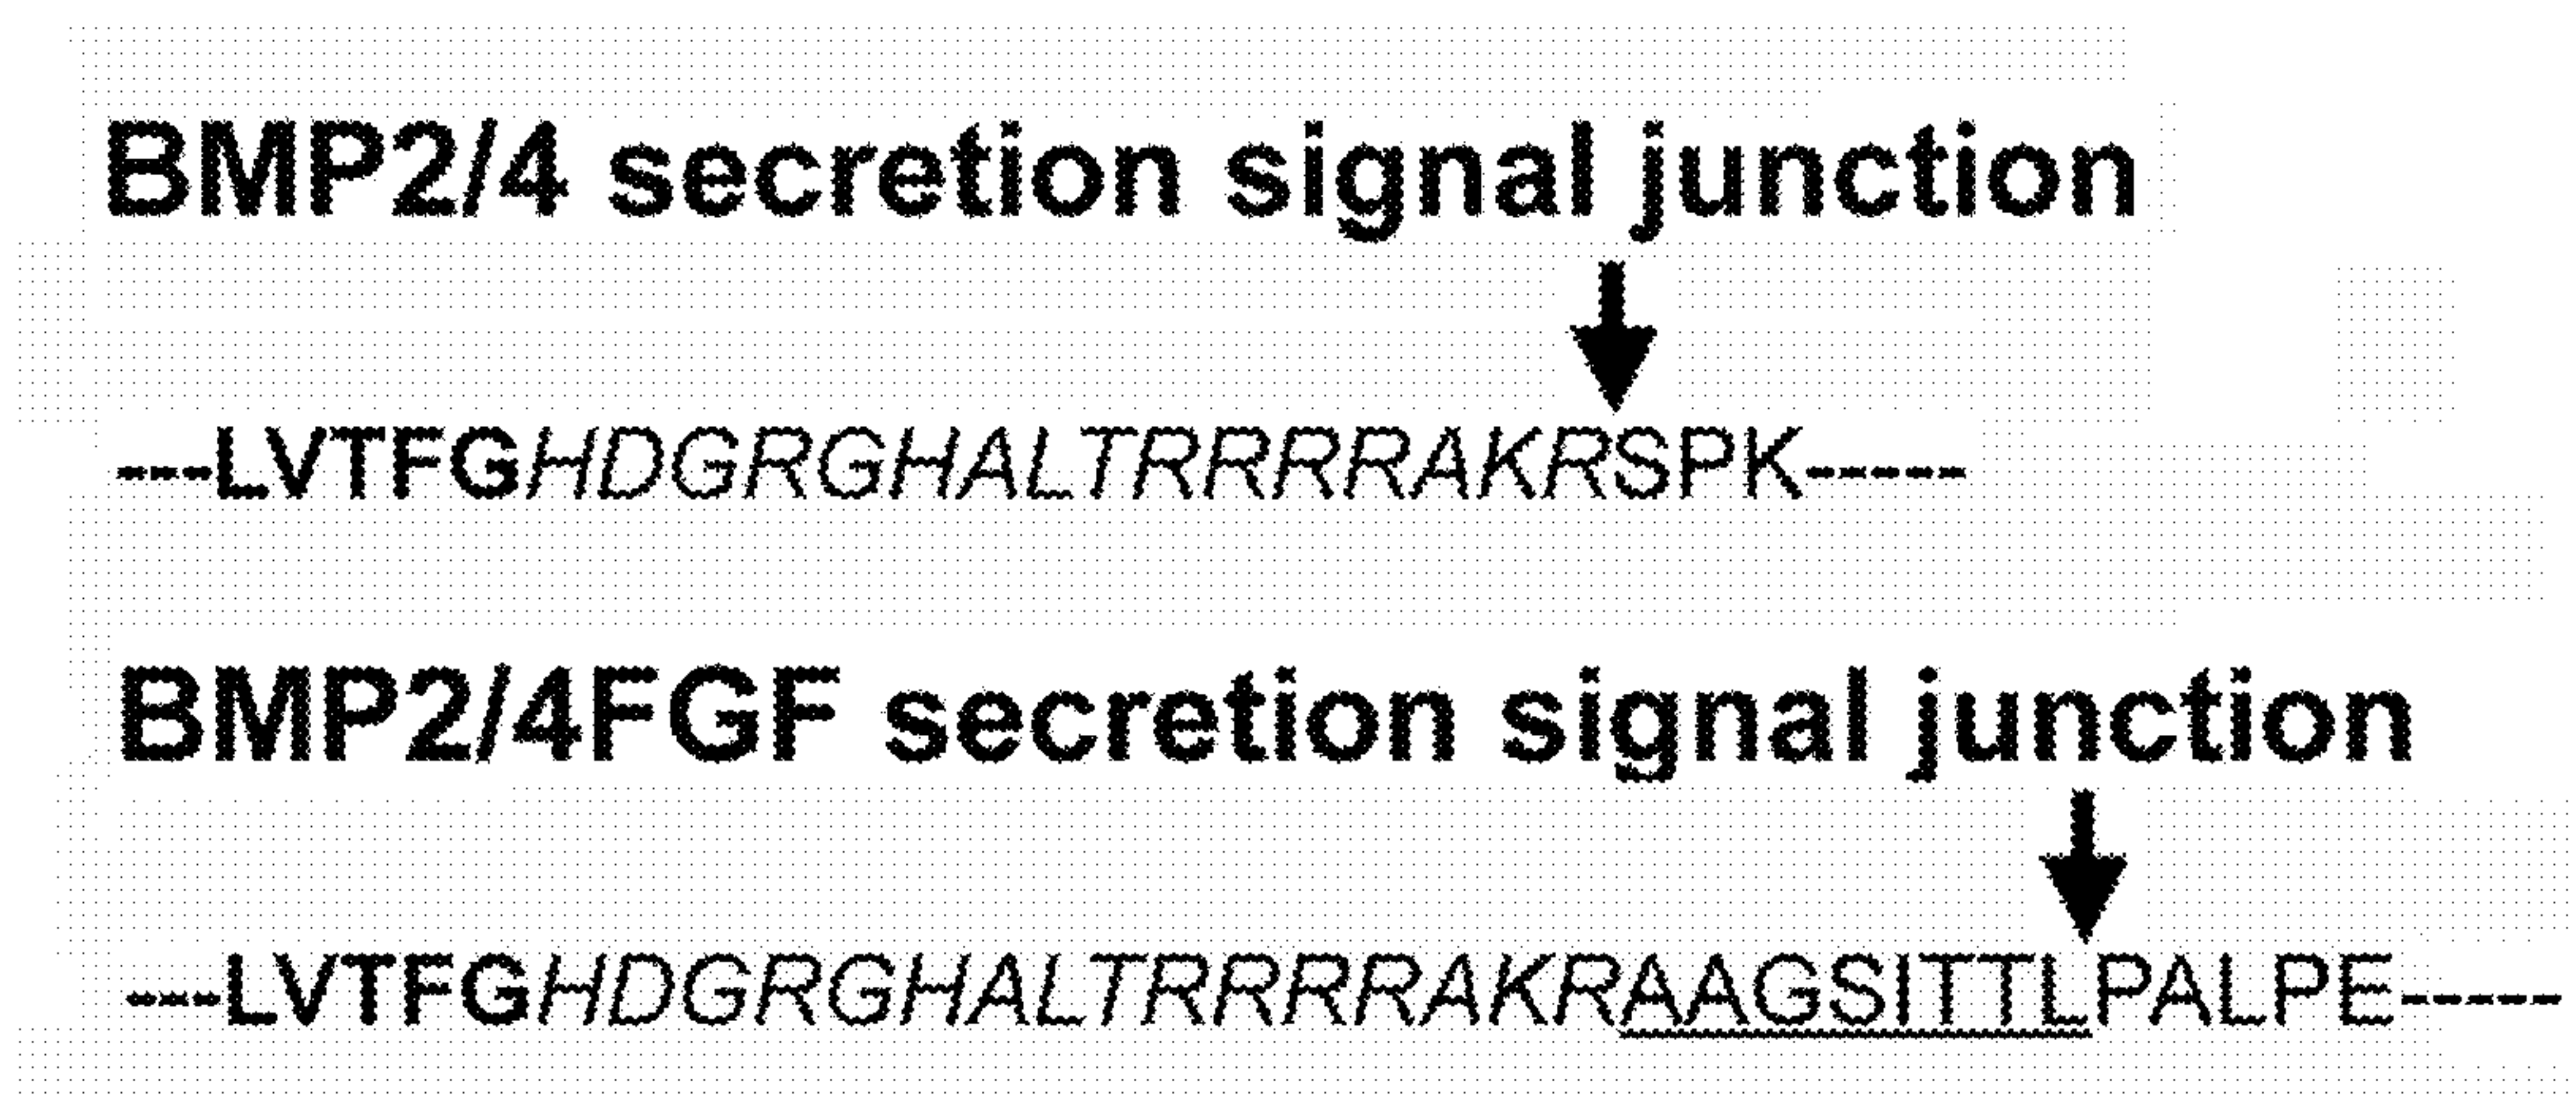 BMP2/4 secretion signal junction
---LVTFGHDGRGHALTRRRRAKRSPK-----
BMP2/4FGF secretion signal junction
---LVTFGHDGRGHALTRRRRAKRAAGSITTLPALPE-----